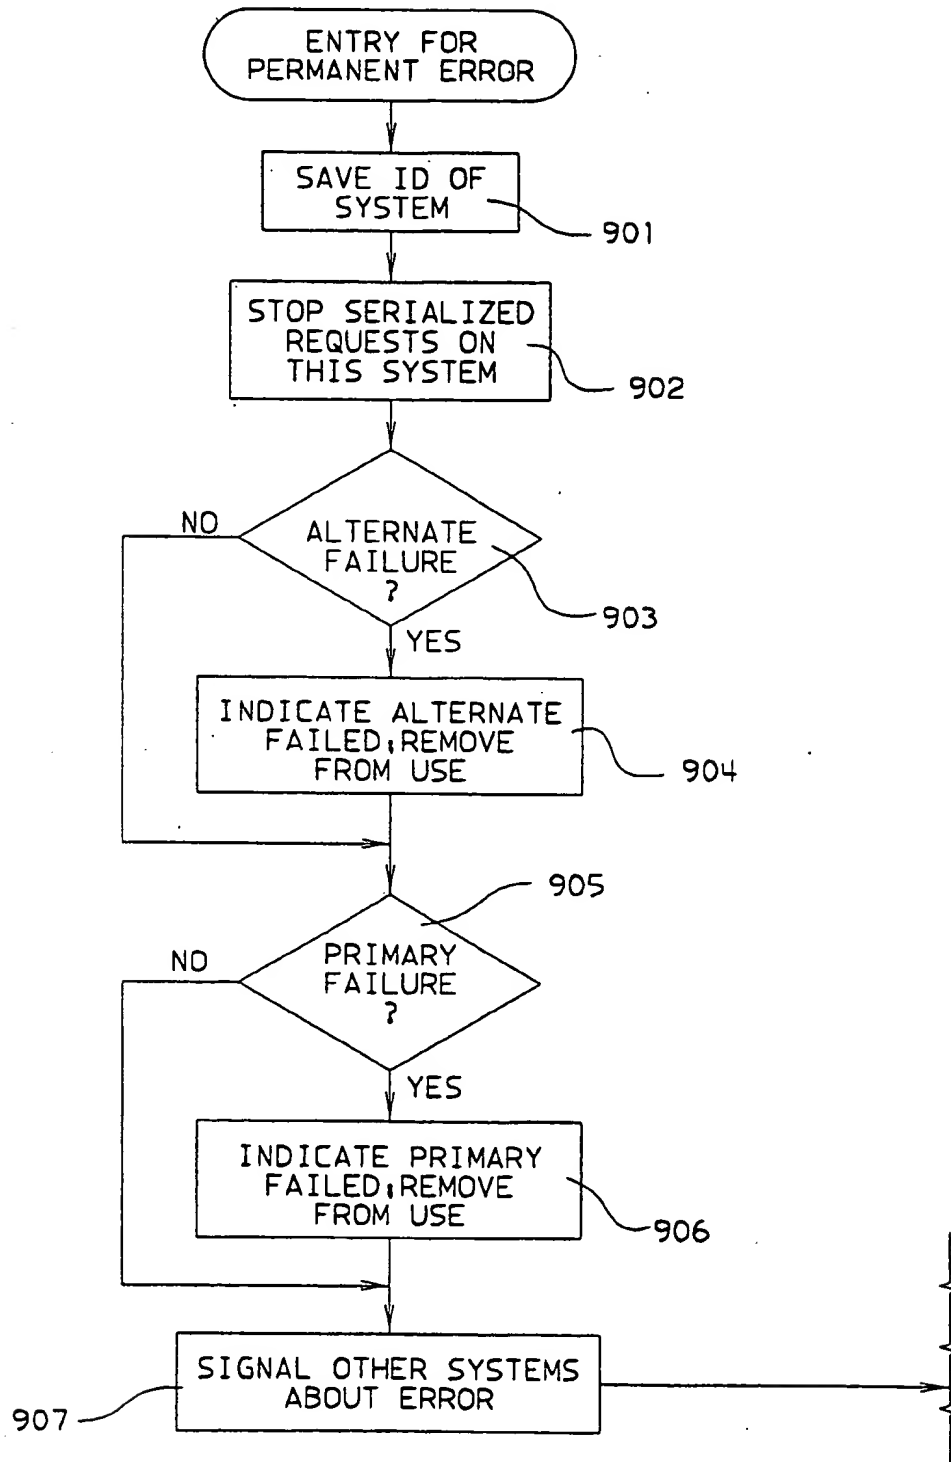 ENTRY FOR
PERMANENT ERROR
SAVE ID OF
SYSTEM
901
STOP SERIALIZED
REQUESTS ON
THIS SYSTEM
902
NO
ALTERNATE
FAILURE
?
903
YES
INDICATE ALTERNATE
FAILED;REMOVE
FROM USE
904
905
NO
PRIMARY
FAILURE
?
YES
INDICATE PRIMARY
FAILED;REMOVE
FROM USE
906
SIGNAL OTHER SYSTEMS
ABOUT ERROR
907